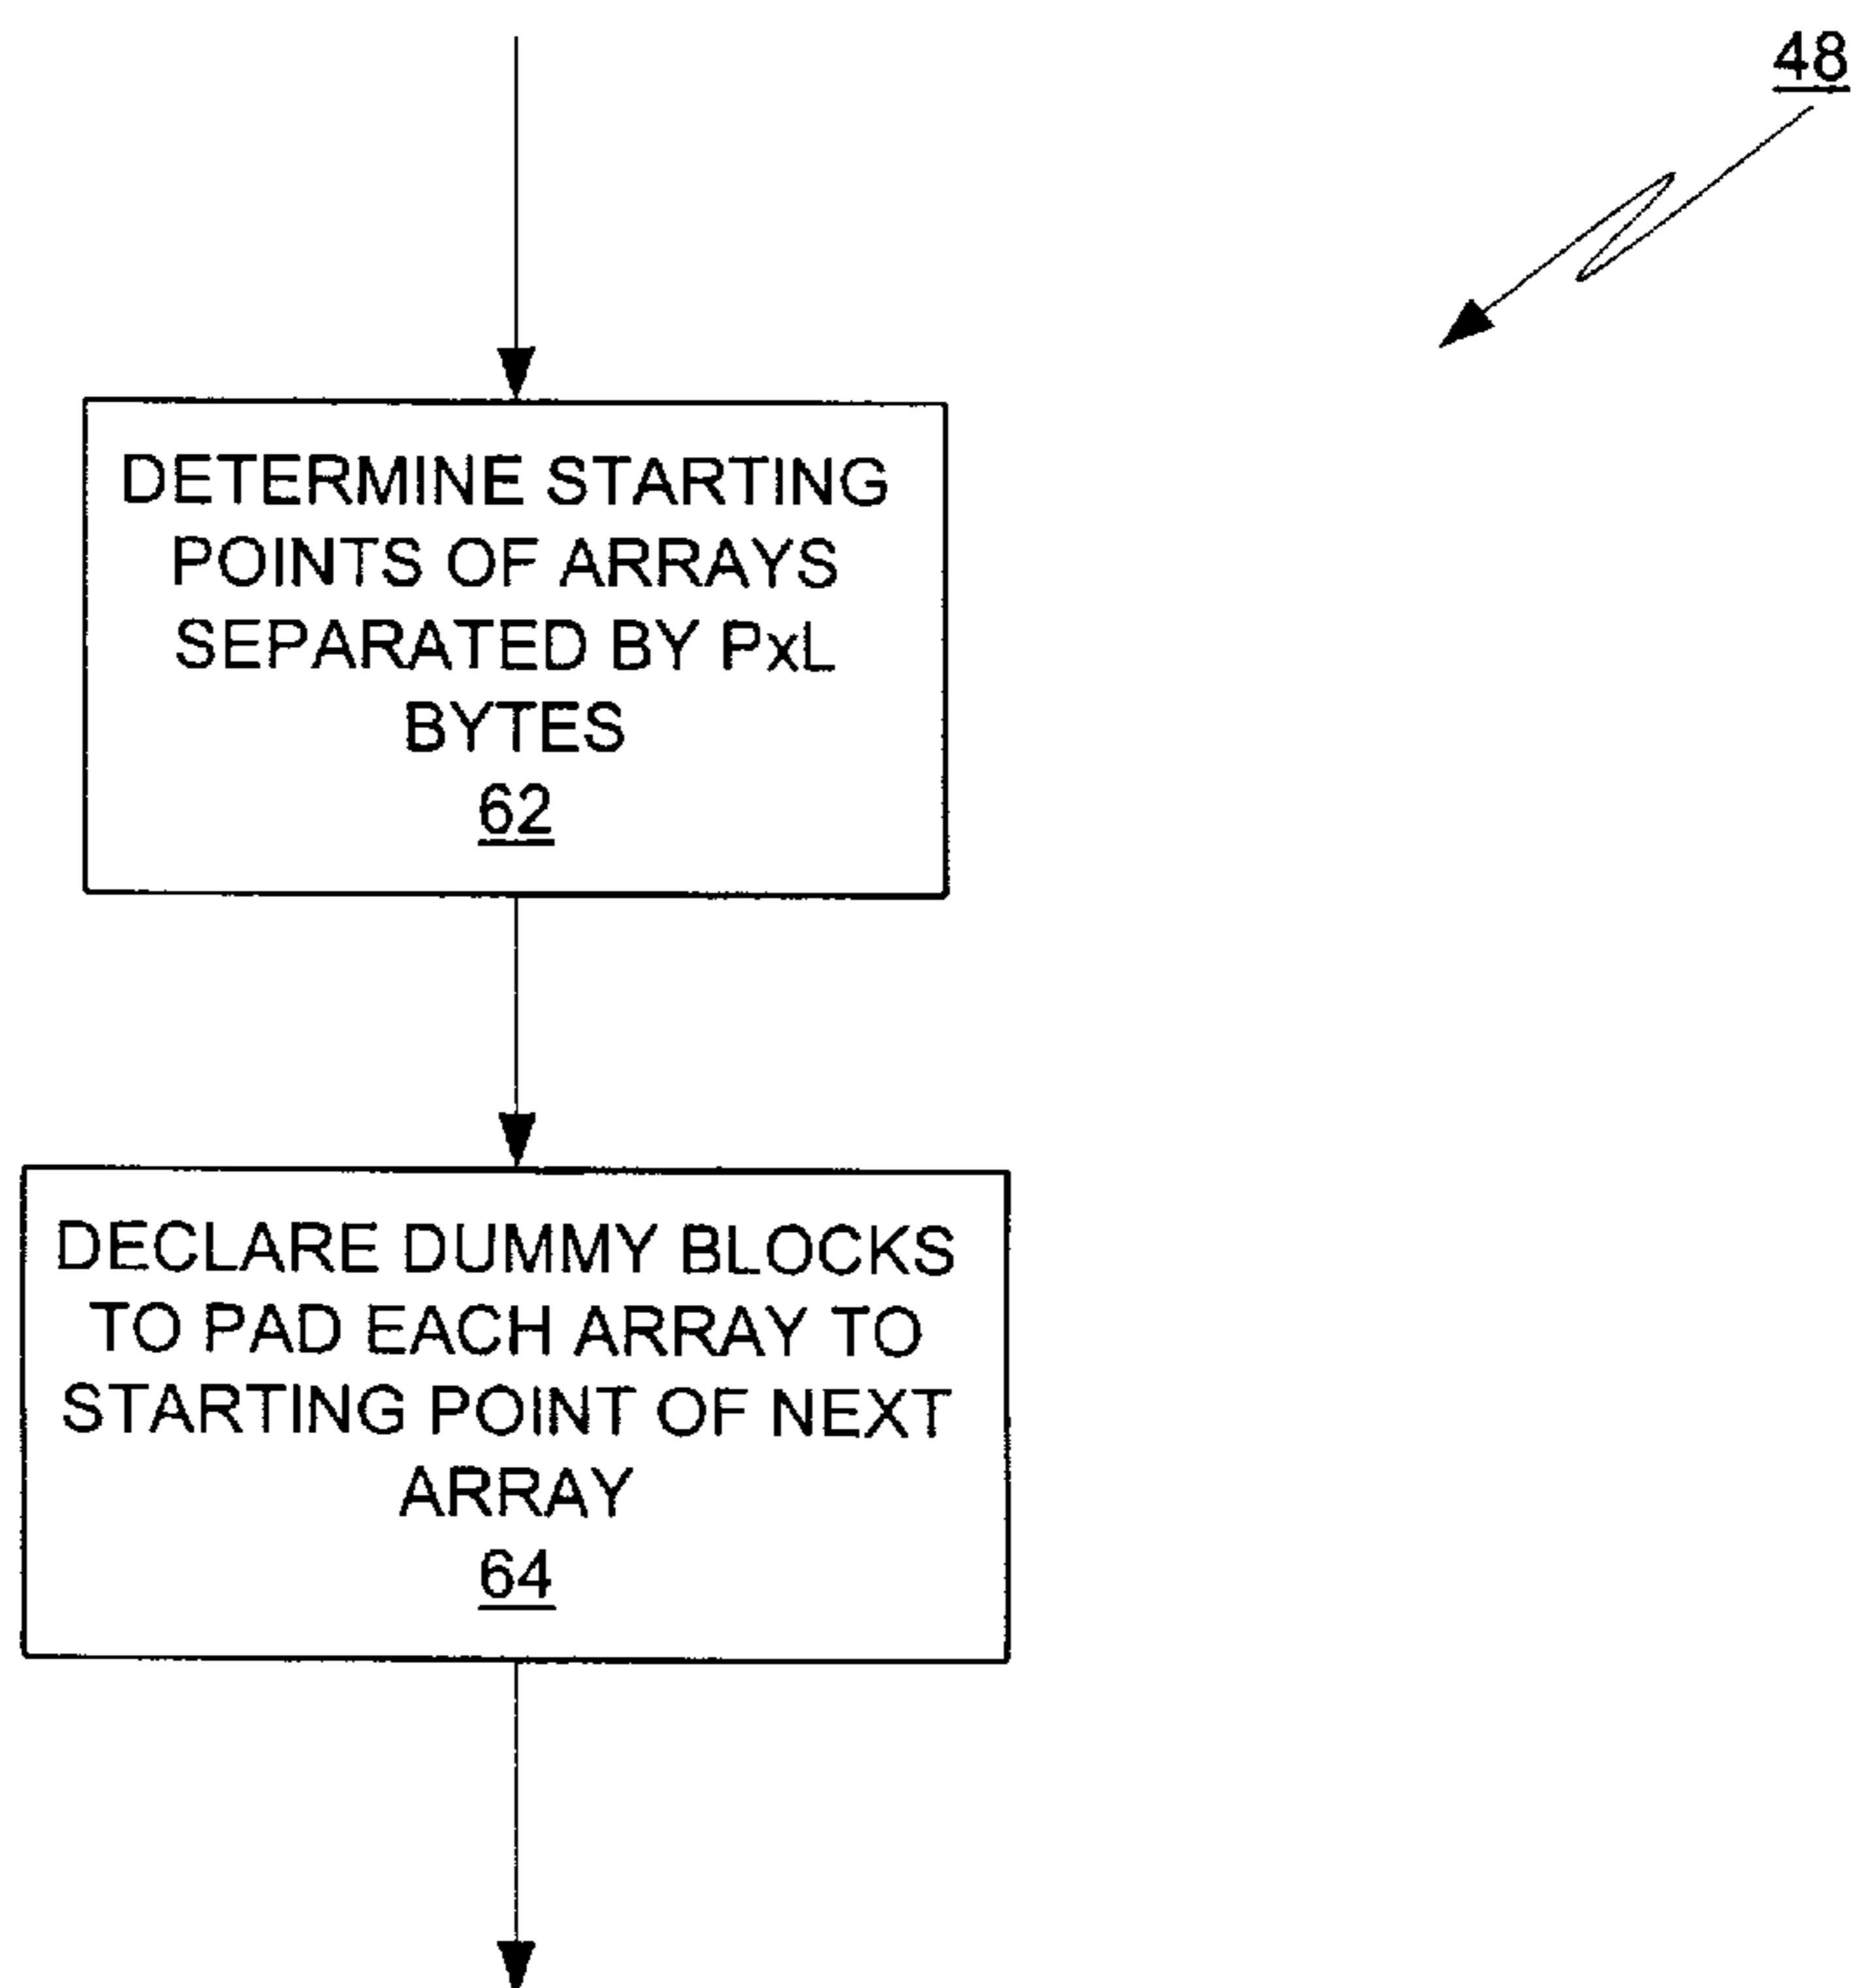 48
DETERMINE STARTING
POINTS OF ARRAYS
SEPARATED BY PxL
BYTES
62
DECLARE DUMMY BLOCKS
TO PAD EACH ARRAY TO
STARTING POINT OF NEXT
ARRAY
64